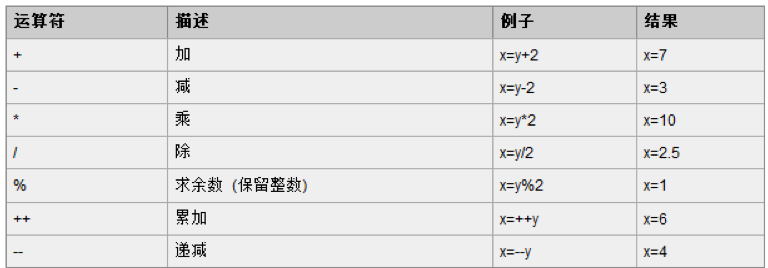 运算符 描述 例子 结果
+ 加 x=y+2 x=7
- 减 x=y-2 x=3
* 乘 x=y*2 x=10
/ 除 x=y/2 x=2.5
% 求余数 (保留整数) x=y%2 x=1
++ 累加 x=++y x=6
-- 递减 x=--y x=4